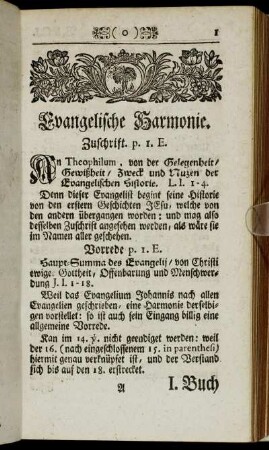 ( o ) 1
Evangelische Harmonie.
Zuschrift. p. 1. E.
An Theophilum, von der Gelegenheit/
Gewißheit/ Zweck und Nuzen der
Evangelischen Historie. L. I. 1-4.
Denn dieser Evangelist begint seine Historie
von den erstern Geschichten JEsu, welche von
den andern übergangen worden: und mag also
desselben Zuschrift angesehen werden, als wäre sie
im Namen aller geschehen.
Vorrede p. 1. E.
Haupt-Summa des Evangelij/ von Christi
ewige Gottheit/ Offenbarung und Menschwer-
dung J. I. 1-18.
Weil das Evangelium Johannis nach allen
Evangelien geschrieben, eine Harmonie derselbi-
gen vorstellet: so ist auch sein Eingang billig eine
allgemeine Vorrede.
Kan im 14. ꝟ. nicht geendiget werden: weil
der 16. (nach eingeschlossenem 15. in parenthesi)
hiermit genau verknüpfet ist, und der Verstand
sich bis auf den 18. erstrecket.
A I. Buch